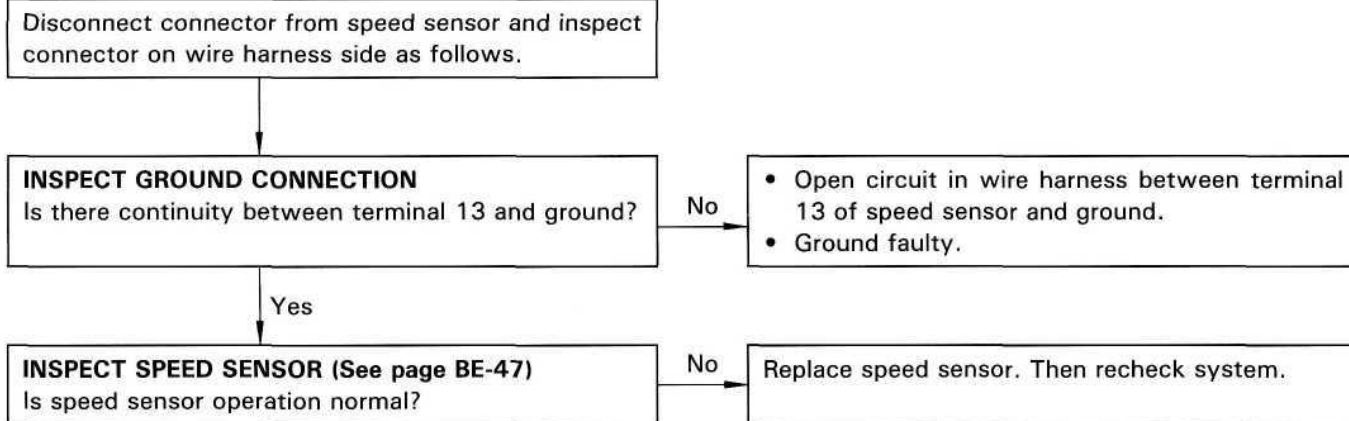 Disconnect connector from speed sensor and inspect
connector on wire harness side as follows.
INSPECT GROUND CONNECTION
Is there continuity between terminal 13 and ground?
No
• Open circuit in wire harness between terminal
13 of speed sensor and ground.
• Ground faulty.
Yes
INSPECT SPEED SENSOR (See page BE-47)
Is speed sensor operation normal?
No
Replace speed sensor. Then recheck system.